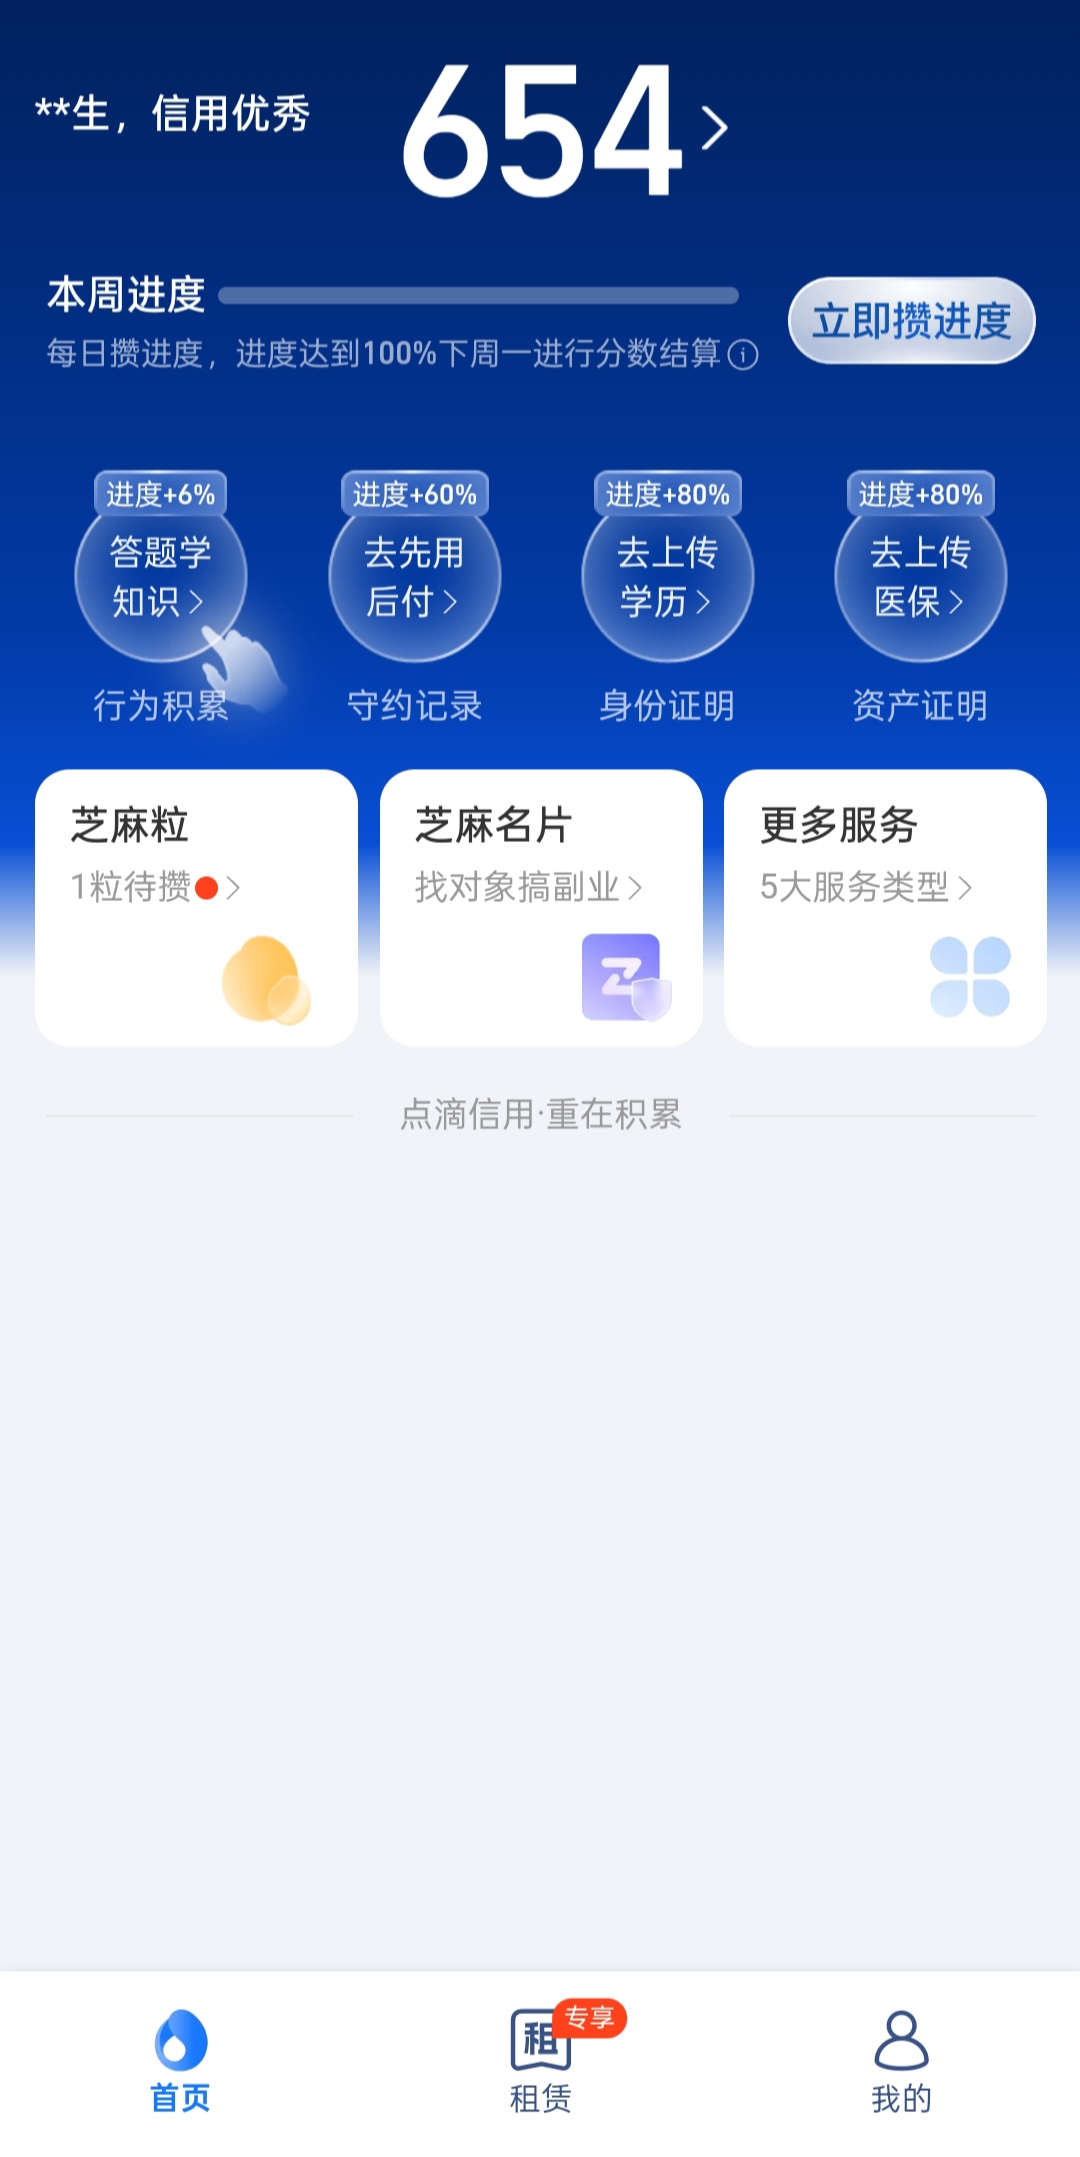 **生，信用优秀
654
本周进度
每日攒进度，进度达到100%下周一进行分数结算
立即攒进度
进度+6%
答题学
知识
行为积累
进度+60%
去先用
后付
守约记录
进度+80%
去上传
学历
身份证明
进度+80%
去上传
医保
资产证明
芝麻粒
1粒待攒
芝麻名片
找对象搞副业
更多服务
5大服务类型
点滴信用·重在积累
首页
租
专享
租赁
我的